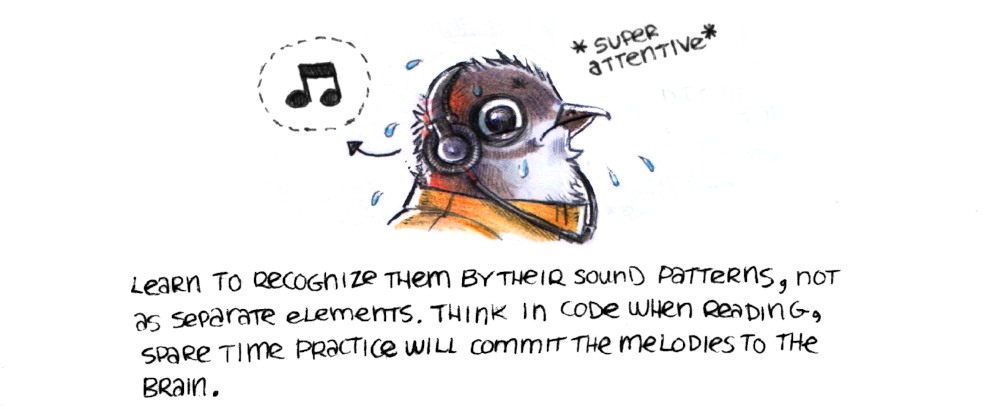 *SUPER
ATTENTIVE*
LEARN TO RECOGNIZE THEM BY THEIR SOUND PATTERNS, NOT
AS SEPARATE ELEMENTS. THINK IN CODE WHEN READING,
SPARE TIME PRACTICE WILL COMMIT THE MELODIES TO THE
BRAIN.